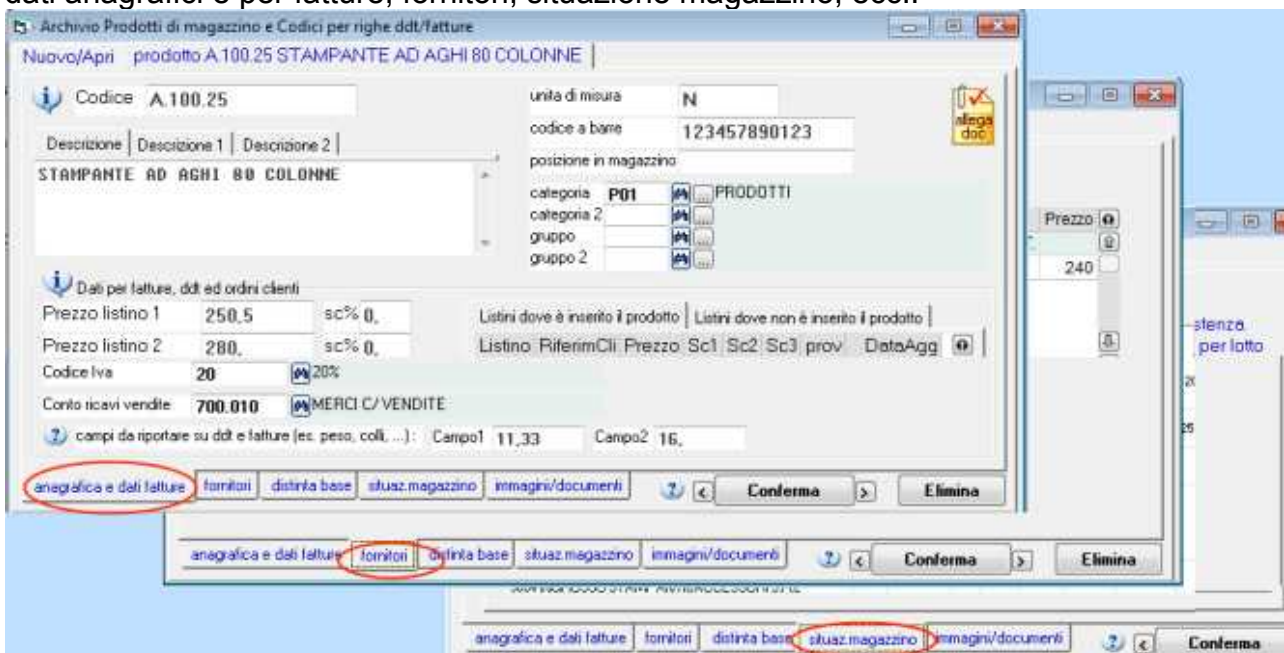 Archivio Prodotti di magazzino e Codici per righe ddt/fatture
Nuovo/Apri prodotto A.100.25 STAMPANTE AD AGHI 80 COLONNE
Codice A.100.25
unita di misura N
allega doc
codice a barre 123457890123
Descrizione Descrizione 1 Descrizione 2
posizione in magazzino
STAMPANTE AD AGHI 80 COLONNE
categoria P01 ... PRODOTTI
categoria 2 ...
gruppo ...
gruppo 2 ...
Prezzo
240
Dati per fatture, ddt ed ordini clienti
Prezzo listino 1 250,5 sc% 0,
Listini dove è inserito il prodotto Listini dove non è inserito il prodotto
Prezzo listino 2 280, sc% 0,
Listino RiferimCli Prezzo Sc1 Sc2 Sc3 prov DataAgg
stenza
per lotto
Codice Iva 20 20%
Conto ricavi vendite 700.010 MERCI C/VENDITE
campi da riportare su ddt e fatture (es. peso, colli, ...): Campo1 11,33 Campo2 16,
anagrafica e dati fatture fornitori distinta base situaz.magazzino immagini/documenti ? < Conferma > Elimina
anagrafica e dati fatture fornitori distinta base situaz.magazzino immagini/documenti ? < Conferma > Elimina
anagrafica e dati fatture fornitori distinta base situaz.magazzino immagini/documenti ? < Conferma